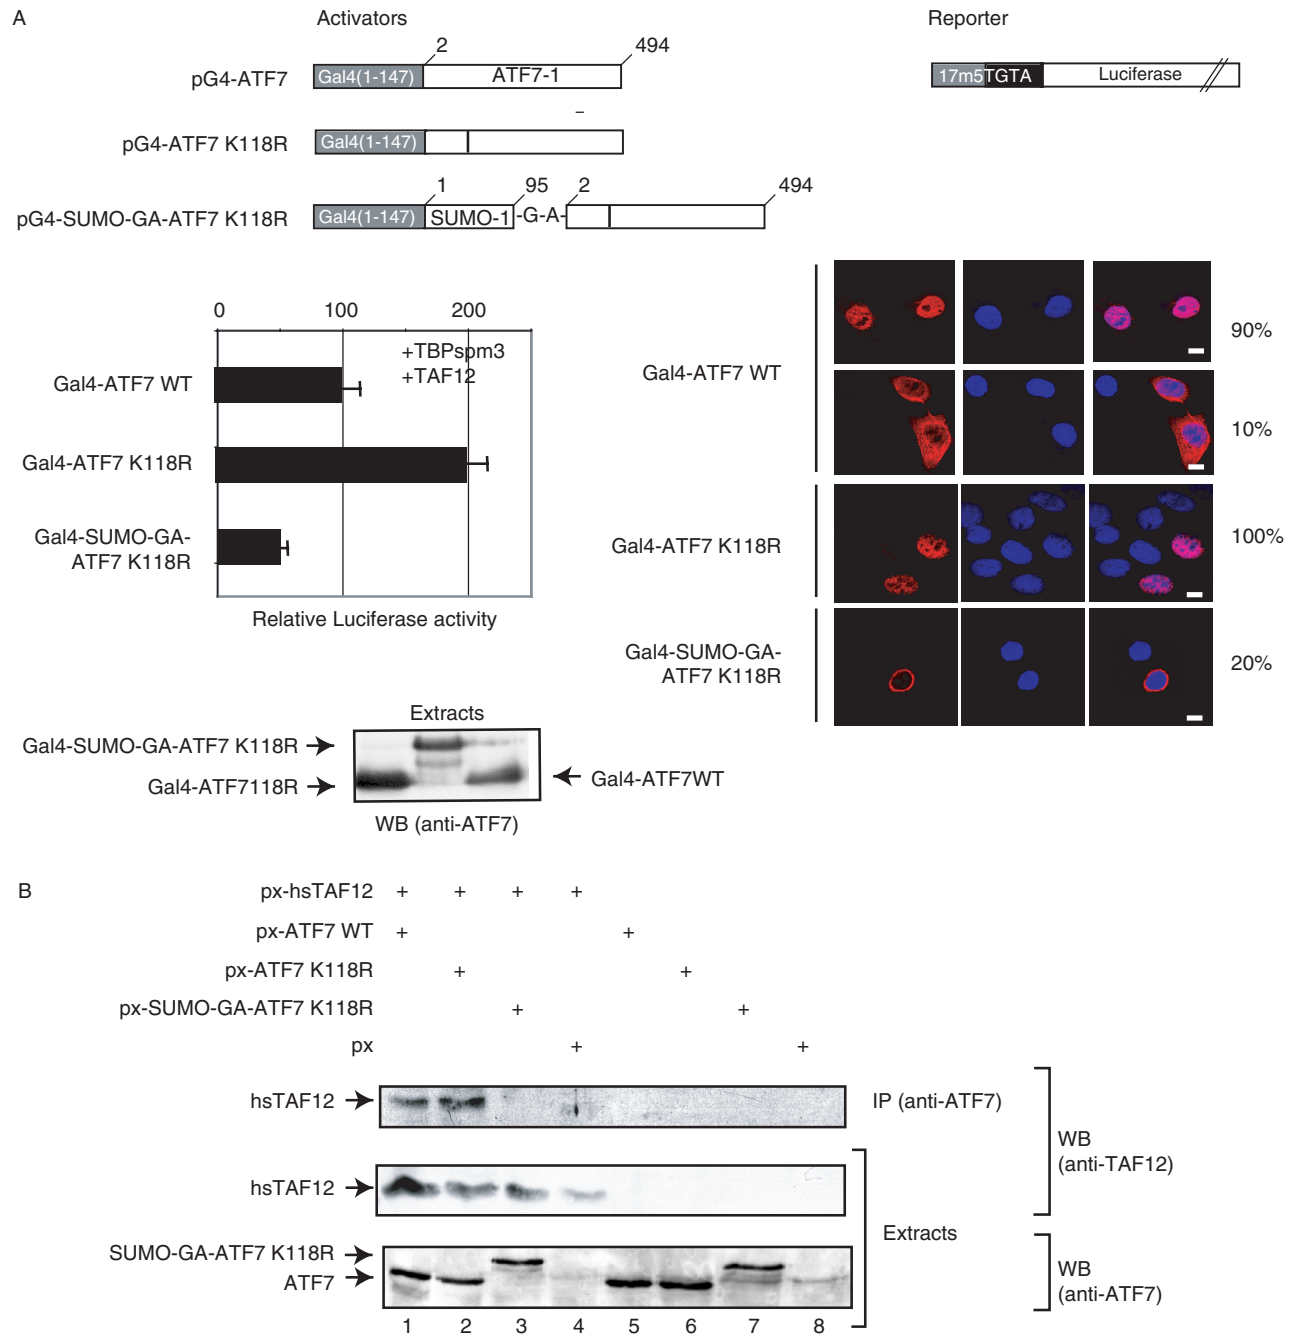 A
Activators
Reporter
2
494
pG4-ATF7
Gal4(1-147)
ATF7-1
17m5TGTA
Luciferase
–
pG4-ATF7 K118R
Gal4(1-147)
1
95
2
494
pG4-SUMO-GA-ATF7 K118R
Gal4(1-147)
SUMO-1
-G-A-
0
100
200
+TBPspm3
+TAF12
Gal4-ATF7 WT
Gal4-ATF7 K118R
Gal4-SUMO-GA-
ATF7 K118R
Relative Luciferase activity
Gal4-ATF7 WT
90%
10%
Gal4-ATF7 K118R
100%
Gal4-SUMO-GA-
ATF7 K118R
20%
Extracts
Gal4-SUMO-GA-ATF7 K118R
Gal4-ATF7118R
Gal4-ATF7WT
WB (anti-ATF7)
B
px-hsTAF12 + + + +
px-ATF7 WT + +
px-ATF7 K118R + +
px-SUMO-GA-ATF7 K118R + +
px + +
hsTAF12
IP (anti-ATF7)
WB
(anti-TAF12)
hsTAF12
Extracts
SUMO-GA-ATF7 K118R
ATF7
WB
(anti-ATF7)
1 2 3 4 5 6 7 8